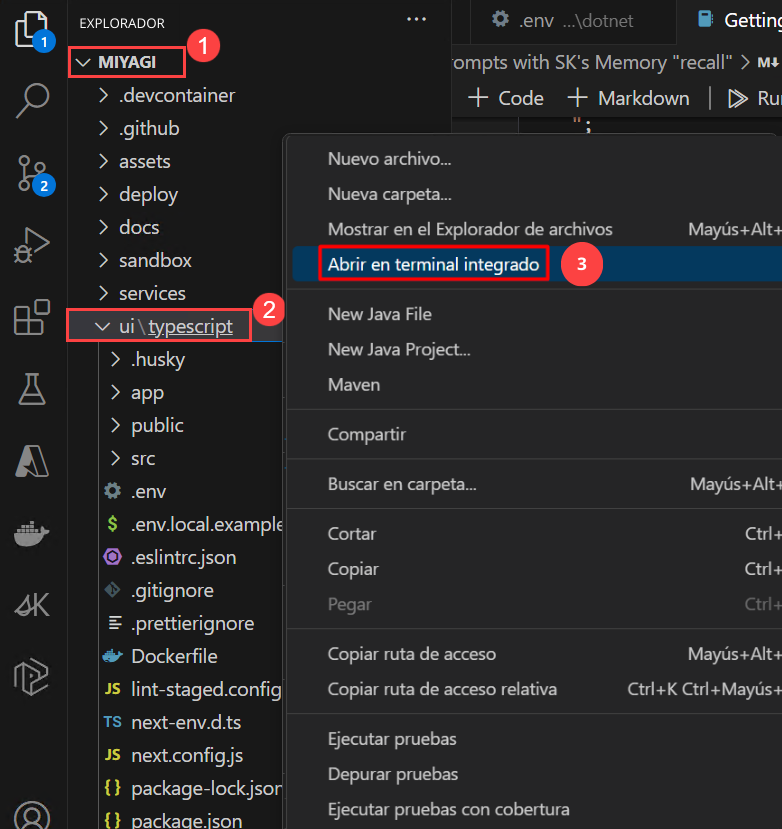 EXPLORADOR
···
1
MIYAGI
1
.devcontainer
.github
assets
2
deploy
docs
sandbox
services
ui\typescript
2
.husky
app
public
src
.env
.env.local.example
.eslintrc.json
.gitignore
.prettierignore
Dockerfile
JS lint-staged.config
TS next-env.d.ts
JS next.config.js
{} package-lock.json
{} package.json
.env ...\dotnet
Getting
prompts with SK's Memory "recall" > M↓
+ Code + Markdown | Ru
";
Nuevo archivo...
Nueva carpeta...
Mostrar en el Explorador de archivos Mayús+Alt+
Abrir en terminal integrado
3
New Java File
New Java Project...
Maven
Compartir
Buscar en carpeta... Mayús+Alt+
Cortar Ctrl+
Copiar Ctrl+
Pegar Ctrl+
Copiar ruta de acceso Mayús+Alt+
Copiar ruta de acceso relativa Ctrl+K Ctrl+Mayús+
Ejecutar pruebas
Depurar pruebas
Ejecutar pruebas con cobertura